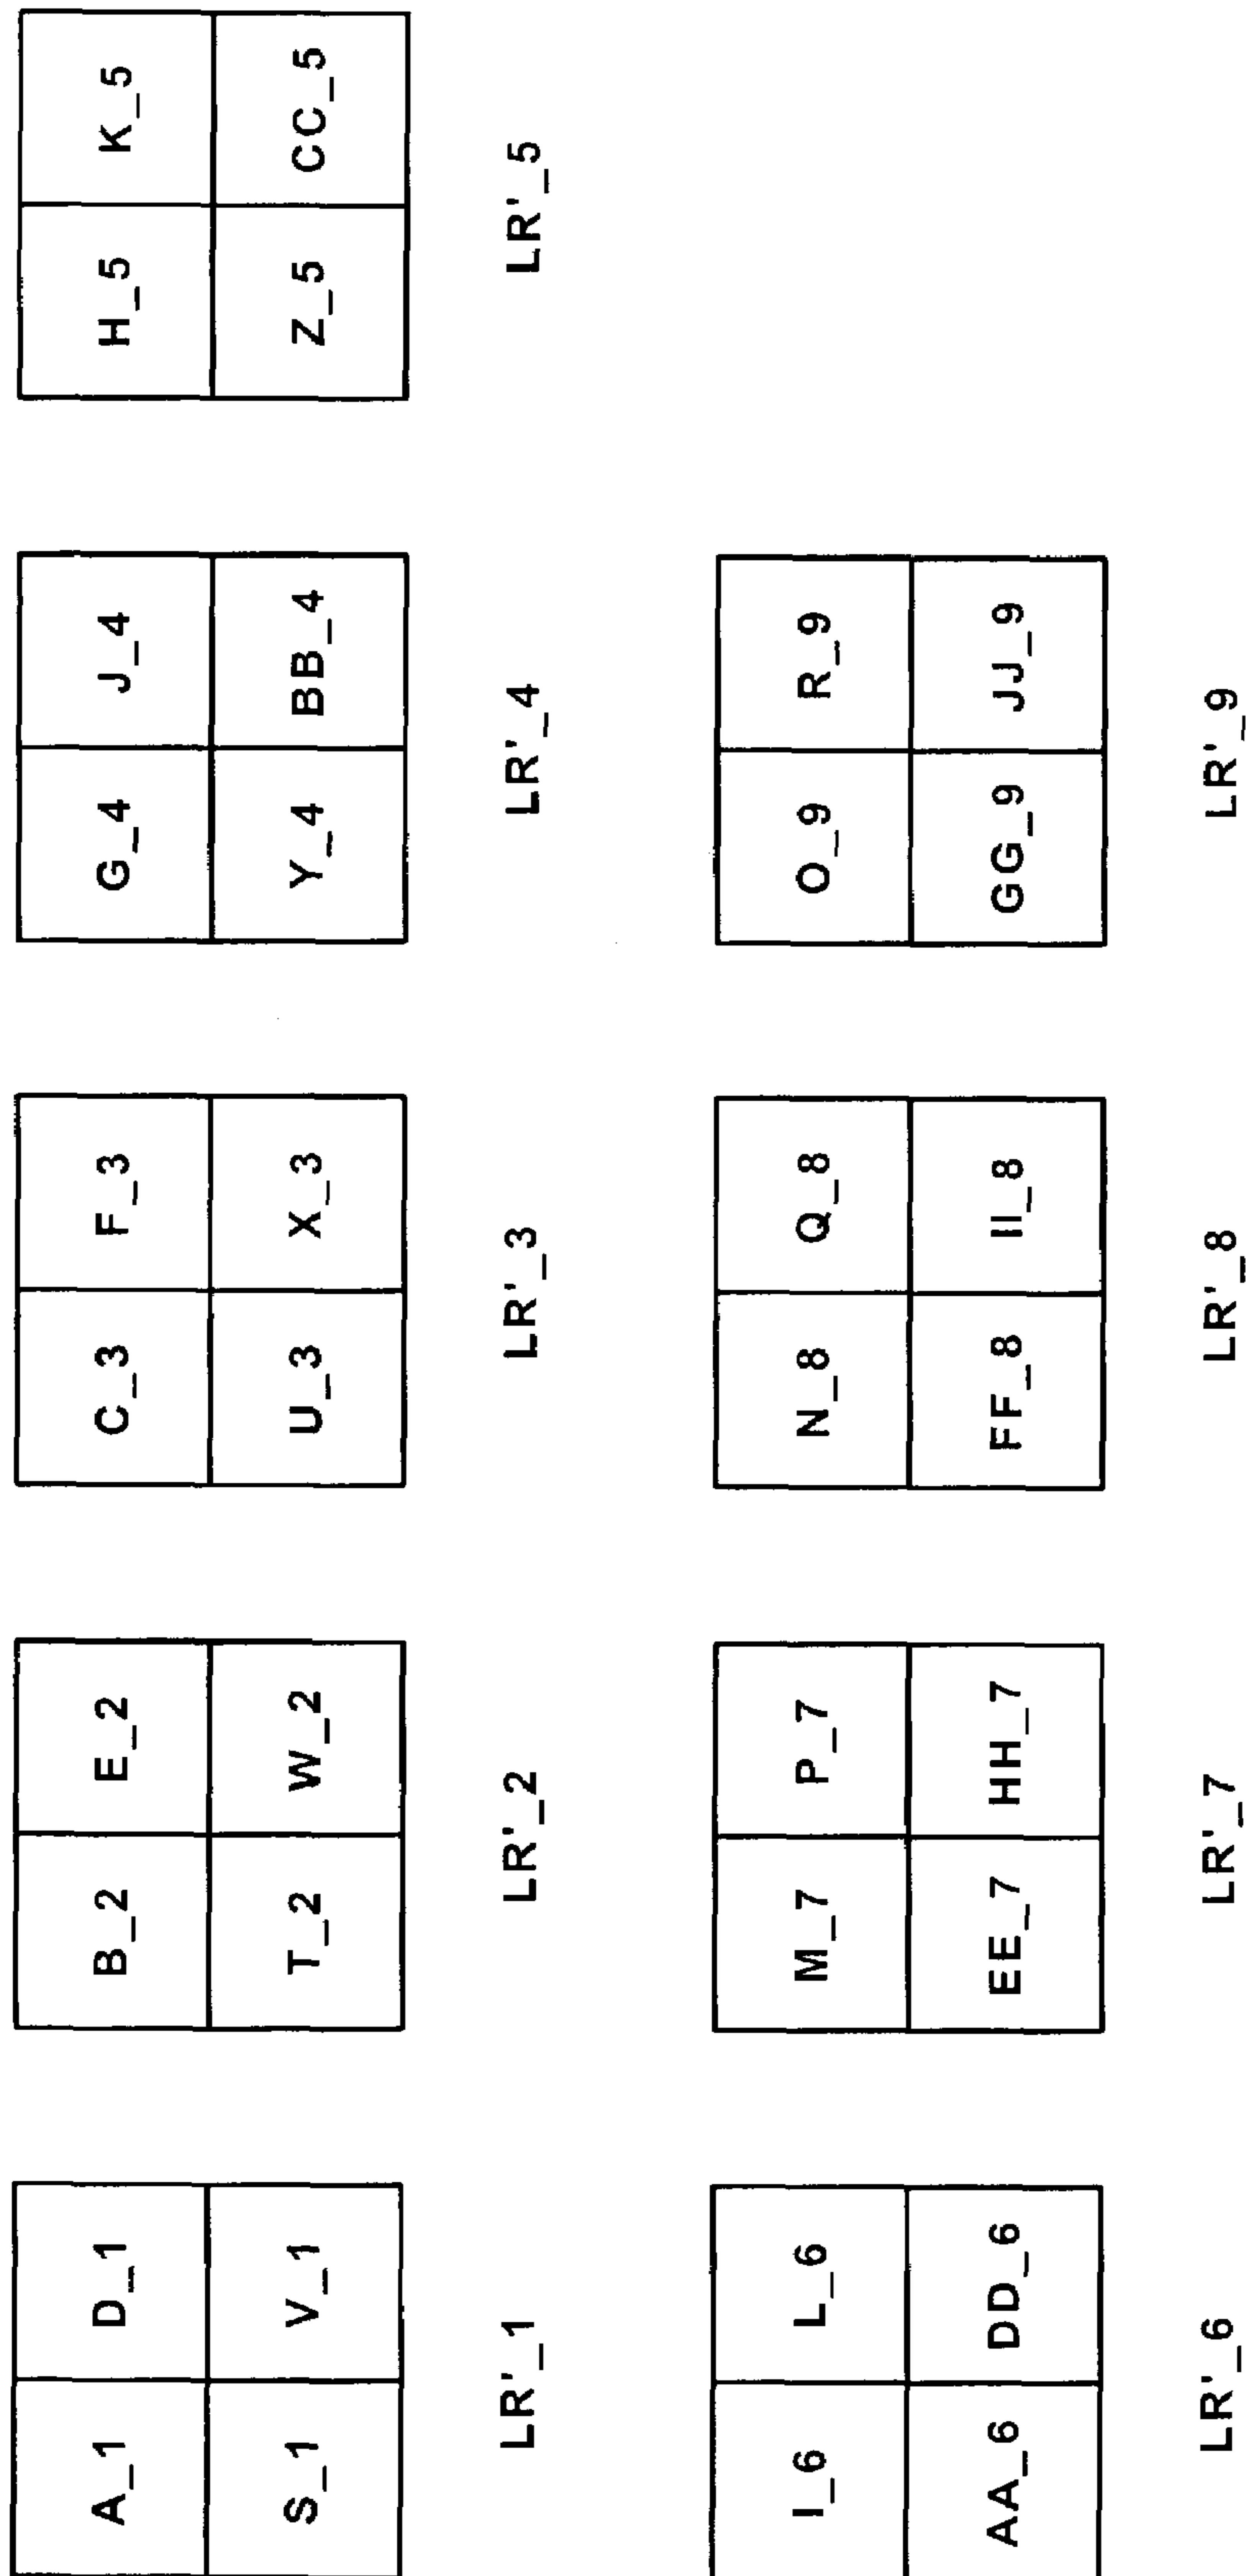 A_1 D_1 B_2 E_2 C_3 F_3 G_4 J_4 H_5 K_5
S_1 V_1 T_2 W_2 U_3 X_3 Y_4 BB_4 Z_5 CC_5
LR'_1 LR'_2 LR'_3 LR'_4 LR'_5
I_6 L_6 M_7 P_7 N_8 Q_8 O_9 R_9
AA_6 DD_6 EE_7 HH_7 FF_8 II_8 GG_9 JJ_9
LR'_6 LR'_7 LR'_8 LR'_9